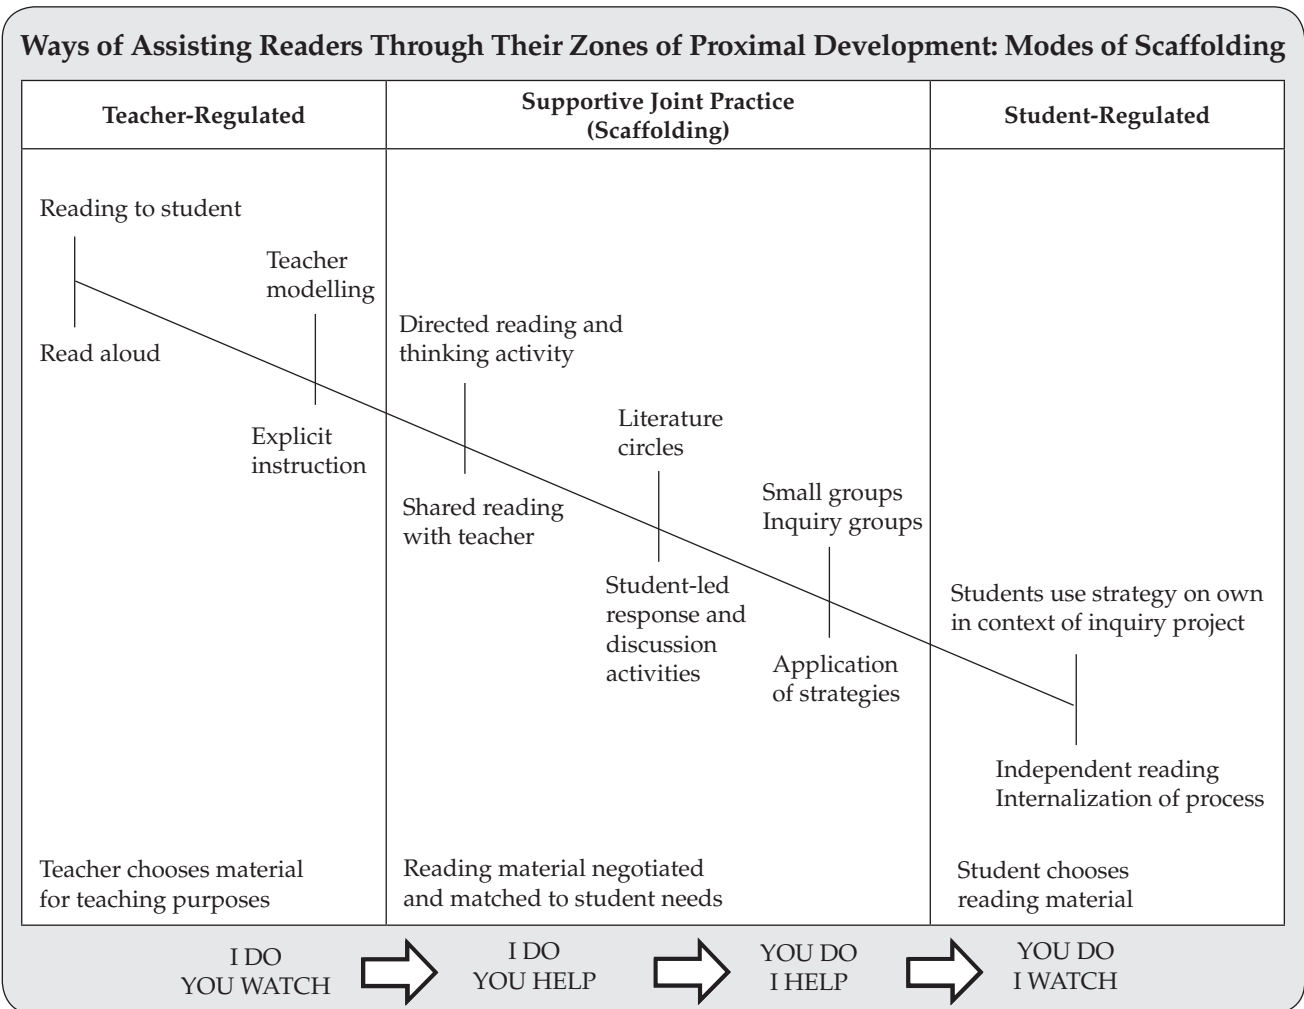 Ways of Assisting Readers Through Their Zones of Proximal Development: Modes of Scaffolding
Teacher-Regulated
Supportive Joint Practice
(Scaffolding)
Student-Regulated
Reading to student
Read aloud
Teacher
modelling
Explicit
instruction
Teacher chooses material
for teaching purposes
Directed reading and
thinking activity
Shared reading
with teacher
Literature
circles
Student-led
response and
discussion
activities
Small groups
Inquiry groups
Application
of strategies
Reading material negotiated
and matched to student needs
Students use strategy on own
in context of inquiry project
Independent reading
Internalization of process
Student chooses
reading material
I DO
YOU WATCH
I DO
YOU HELP
YOU DO
I HELP
YOU DO
I WATCH